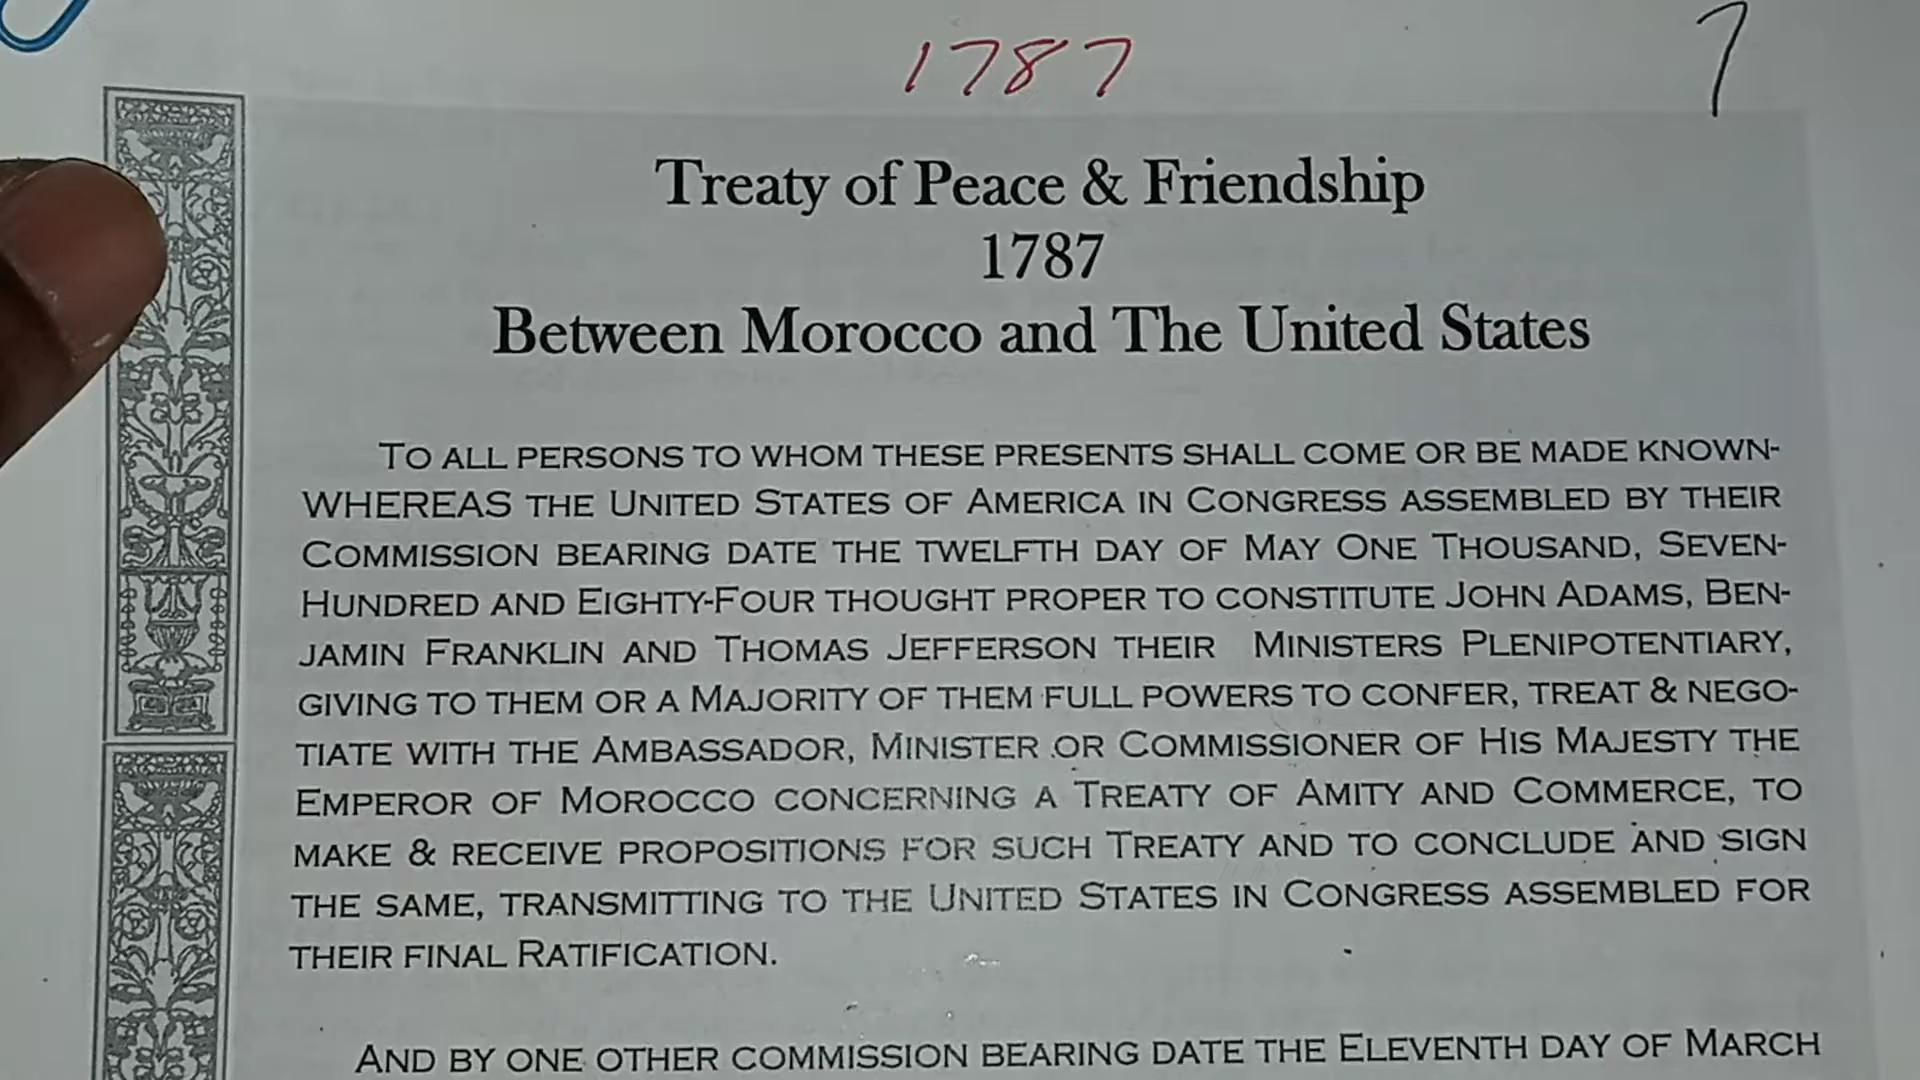 1787
7
Treaty of Peace & Friendship
1787
Between Morocco and The United States
TO ALL PERSONS TO WHOM THESE PRESENTS SHALL COME OR BE MADE KNOWN-
WHEREAS THE UNITED STATES OF AMERICA IN CONGRESS ASSEMBLED BY THEIR
COMMISSION BEARING DATE THE TWELFTH DAY OF MAY ONE THOUSAND, SEVEN-
HUNDRED AND EIGHTY-FOUR THOUGHT PROPER TO CONSTITUTE JOHN ADAMS, BEN-
JAMIN FRANKLIN AND THOMAS JEFFERSON THEIR MINISTERS PLENIPOTENTIARY,
GIVING TO THEM OR A MAJORITY OF THEM FULL POWERS TO CONFER, TREAT & NEGO-
TIATE WITH THE AMBASSADOR, MINISTER OR COMMISSIONER OF HIS MAJESTY THE
EMPEROR OF MOROCCO CONCERNING A TREATY OF AMITY AND COMMERCE, TO
MAKE & RECEIVE PROPOSITIONS FOR SUCH TREATY AND TO CONCLUDE AND SIGN
THE SAME, TRANSMITTING TO THE UNITED STATES IN CONGRESS ASSEMBLED FOR
THEIR FINAL RATIFICATION.
AND BY ONE OTHER COMMISSION BEARING DATE THE ELEVENTH DAY OF MARCH